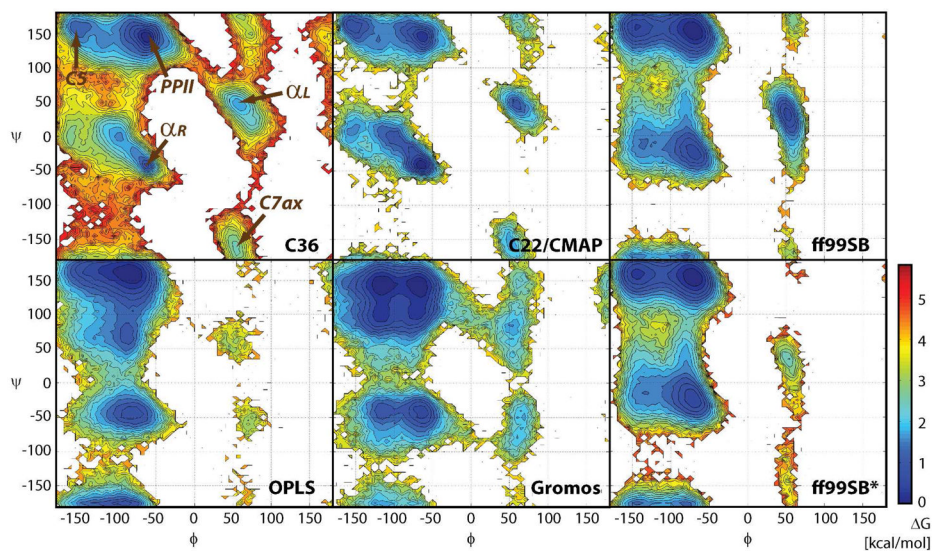 150
100
50
ψ 0
-50
-100
-150
C5
PPII
αL
αR
C7ax
C36
C22/CMAP
ff99SB
150
100
50
ψ 0
-50
-100
-150
OPLS
Gromos
ff99SB*
5
4
3
2
1
0
ΔG
[kcal/mol]
-150 -100 -50 0 50 100 150
-150 -100 -50 0 50 100 150
-150 -100 -50 0 50 100 150
ϕ ϕ ϕ